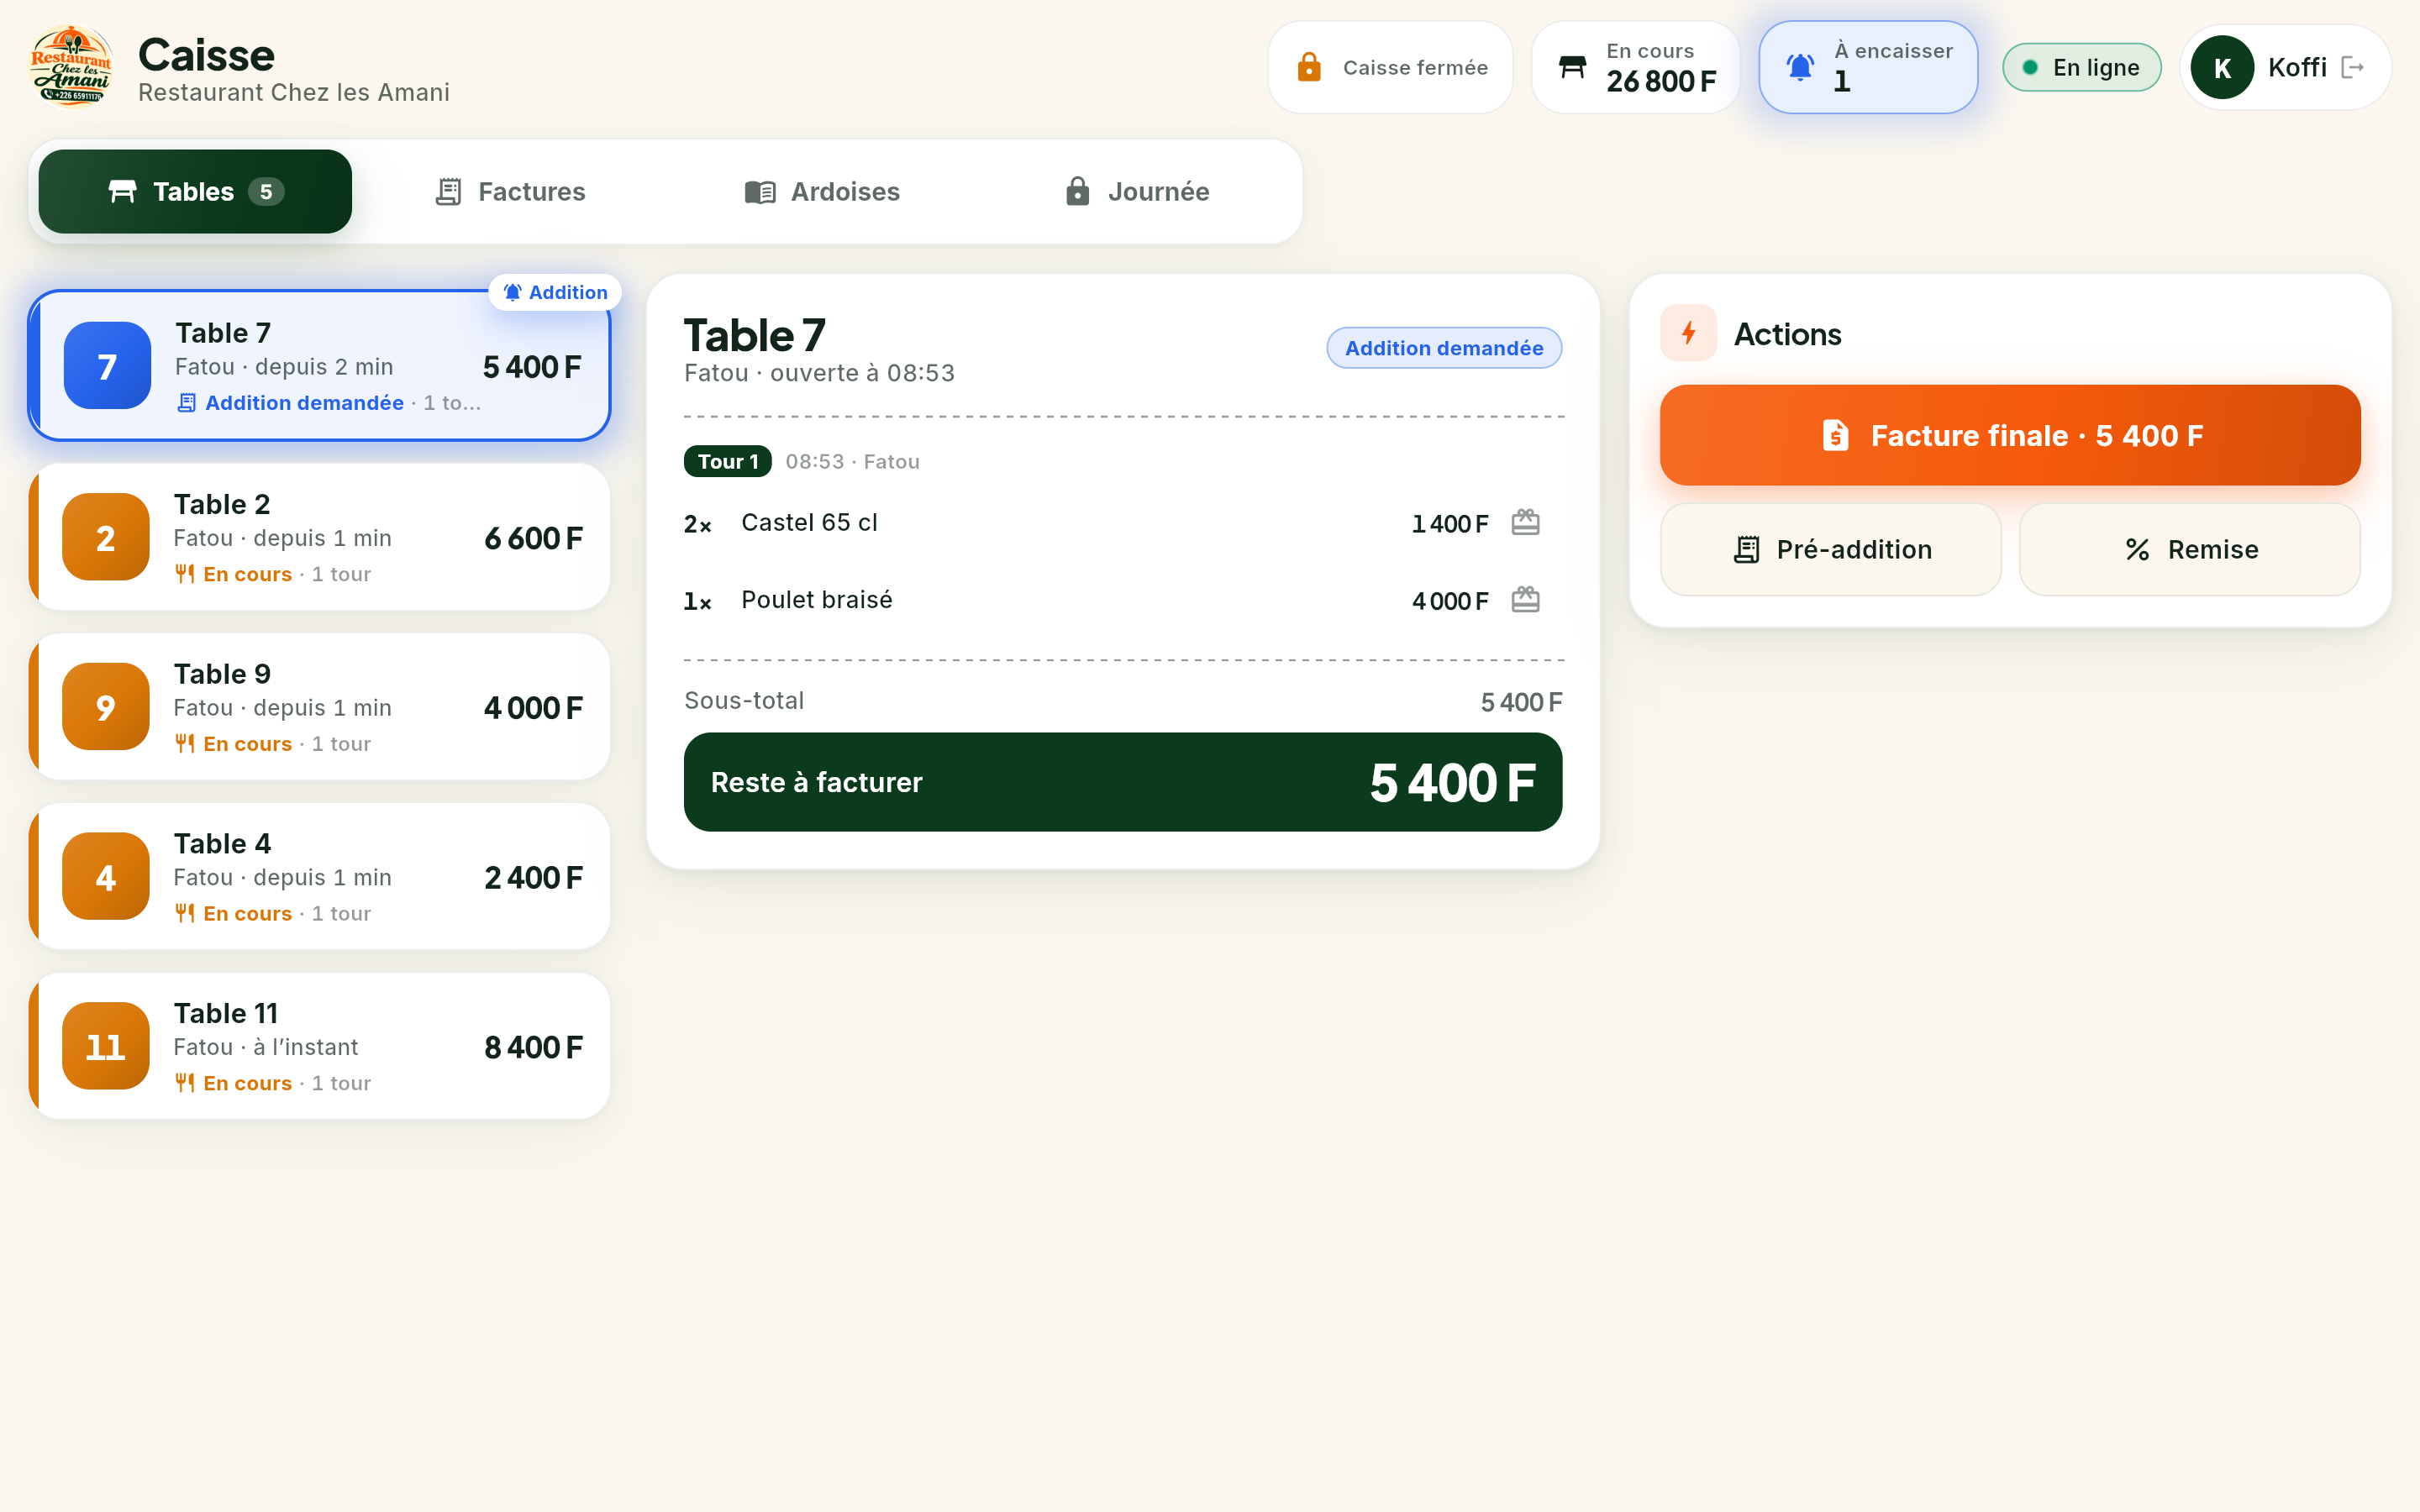 Restaurant
Chez les
Amani
+226 65911171
Caisse
Restaurant Chez les Amani
Caisse fermée
En cours
26 800 F
À encaisser
1
En ligne
K
Koffi
Tables 5
Factures
Ardoises
Journée
Addition
7
Table 7
Fatou · depuis 2 min
Addition demandée · 1 to...
5 400 F
2
Table 2
Fatou · depuis 1 min
En cours · 1 tour
6 600 F
9
Table 9
Fatou · depuis 1 min
En cours · 1 tour
4 000 F
4
Table 4
Fatou · depuis 1 min
En cours · 1 tour
2 400 F
11
Table 11
Fatou · à l’instant
En cours · 1 tour
8 400 F
Table 7
Fatou · ouverte à 08:53
Addition demandée
Tour 1 08:53 · Fatou
2× Castel 65 cl 1 400 F
1× Poulet braisé 4 000 F
Sous-total 5 400 F
Reste à facturer 5 400 F
Actions
Facture finale · 5 400 F
Pré-addition
Remise